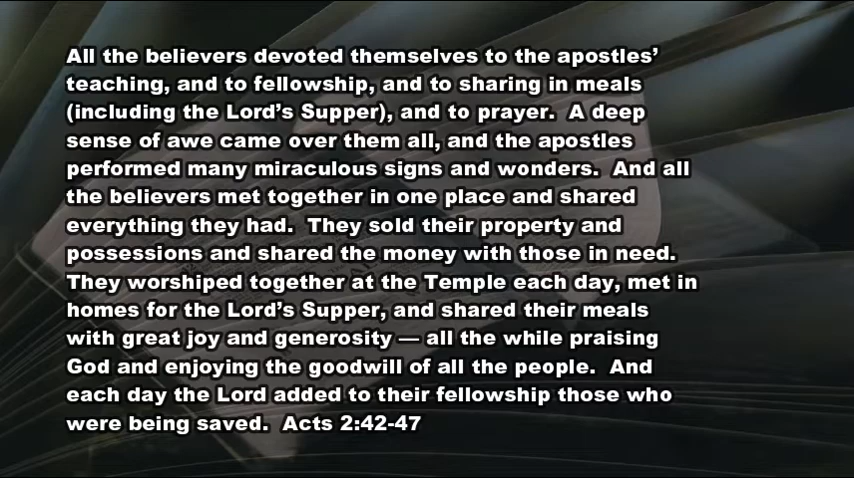 All the believers devoted themselves to the apostles’
teaching, and to fellowship, and to sharing in meals
(including the Lord’s Supper), and to prayer.  A deep
sense of awe came over them all, and the apostles
performed many miraculous signs and wonders.  And all
the believers met together in one place and shared
everything they had.  They sold their property and
possessions and shared the money with those in need.
They worshiped together at the Temple each day, met in
homes for the Lord’s Supper, and shared their meals
with great joy and generosity — all the while praising
God and enjoying the goodwill of all the people.  And
each day the Lord added to their fellowship those who
were being saved.  Acts 2:42-47